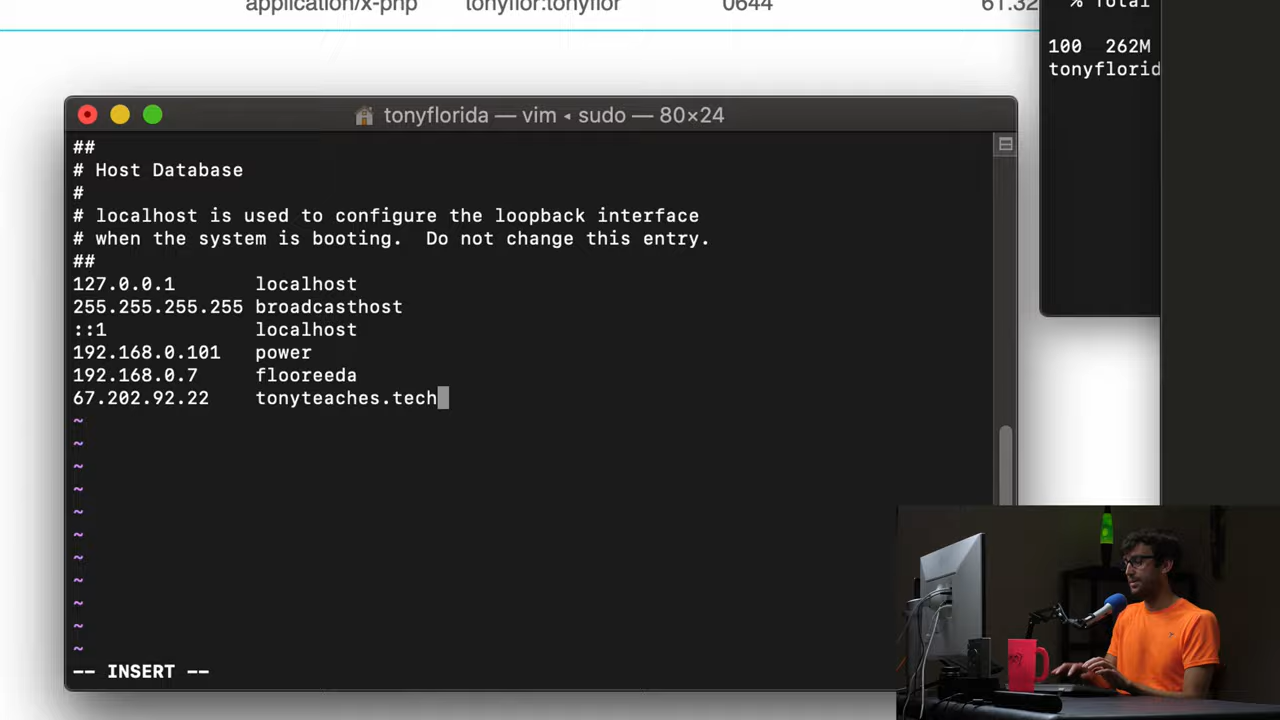 application/x-php tonyflor:tonyflor 0644 61.32
% Total
100 262M
tonyflorid
tonyflorida — vim ◂ sudo — 80×24
##
# Host Database
#
# localhost is used to configure the loopback interface
# when the system is booting.  Do not change this entry.
##
127.0.0.1 localhost
255.255.255.255 broadcasthost
::1 localhost
192.168.0.101 power
192.168.0.7 flooreeda
67.202.92.22 tonyteaches.tech
~
~
~
~
~
~
~
~
~
~
~
-- INSERT --